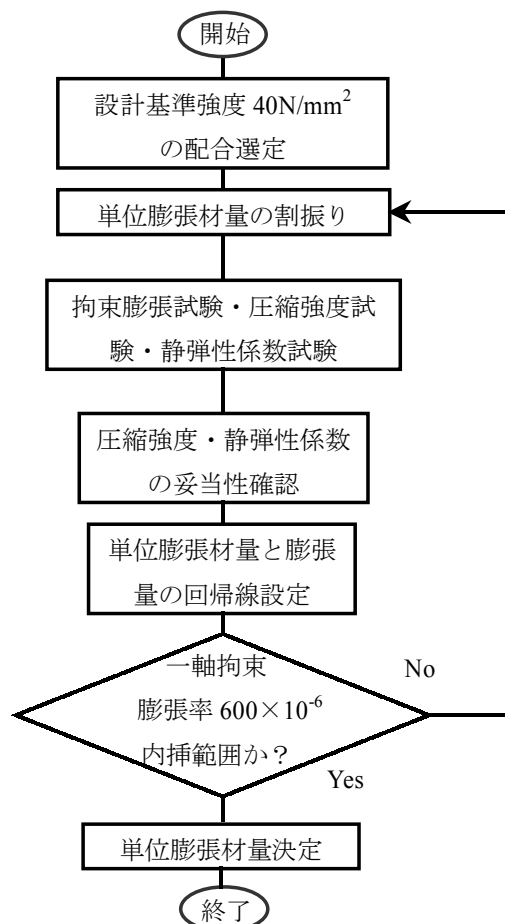 開始
設計基準強度 40N/mm²
の配合選定
単位膨張材量の割振り
拘束膨張試験・圧縮強度試
験・静弾性係数試験
圧縮強度・静弾性係数
の妥当性確認
単位膨張材量と膨張
量の回帰線設定
一軸拘束
膨張率 600×10⁻⁶
内挿範囲か？
No
Yes
単位膨張材量決定
終了